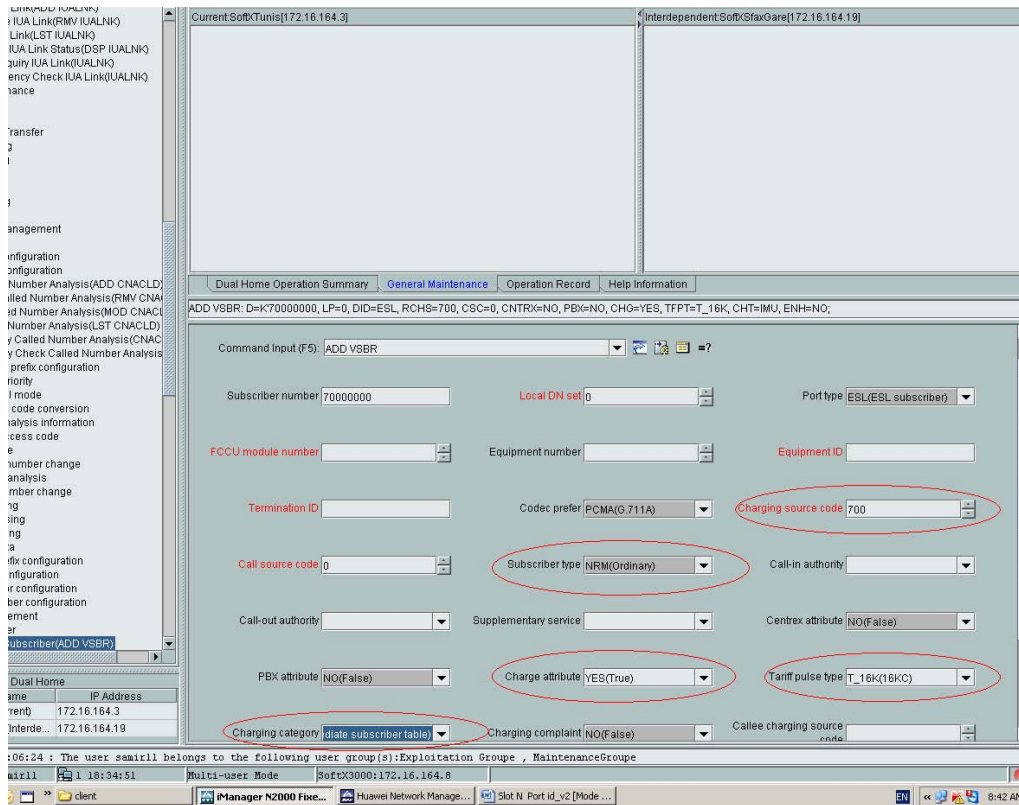 IUA Link(RMV IUALNK)
Link(LST IUALNK)
IUA Link Status(DSP IUALNK)
quiry IUA Link(IUALNK)
ency Check IUA Link(IUALNK)
nance
Transfer
anagement
nfiguration
onfiguration
Number Analysis(ADD CNACLD)
lled Number Analysis(RMV CNA
ed Number Analysis(MOD CNACL
Number Analysis(LST CNACLD)
y Called Number Analysis(CNAC
y Check Called Number Analysis
prefix configuration
riority
l mode
code conversion
nalysis information
ccess code
number change
analysis
mber change
ng
sing
ng
ta
efix configuration
nfiguration
or configuration
ber configuration
ement
er
Subscriber(ADD VSBR)
Dual Home
ame IP Address
rrent) 172.16.164.3
(Interde... 172.16.164.19
Current:SoftXTunis[172.16.164.3] Interdependent:SoftXSfaxGare[172.16.164.19]
Dual Home Operation Summary General Maintenance Operation Record Help Information
ADD VSBR: D=K'70000000, LP=0, DID=ESL, RCHS=700, CSC=0, CNTRX=NO, PBX=NO, CHG=YES, TFPT=T_16K, CHT=IMU, ENH=NO;
Command Input (F5): ADD VSBR =?
Subscriber number 70000000 Local DN set 0 Port type ESL(ESL subscriber)
FCCU module number Equipment number Equipment ID
Termination ID Codec prefer PCMA(G.711A) Charging source code 700
Call source code 0 Subscriber type NRM(Ordinary) Call-in authority
Call-out authority Supplementary service Centrex attribute NO(False)
PBX attribute NO(False) Charge attribute YES(True) Tariff pulse type T_16K(16KC)
Charging category diate subscriber table) Charging complaint NO(False) Callee charging source code
:06:24 : The user samirll belongs to the following user group(s):Exploitation Groupe , MaintenanceGroupe
mirll 1 18:34:51 Multi-user Mode SoftX3000:172.16.164.8
» client iManager N2000 Fixe... Huawei Network Manage... Slot N Port id_v2 [Mode ... EN « 8:42 AM